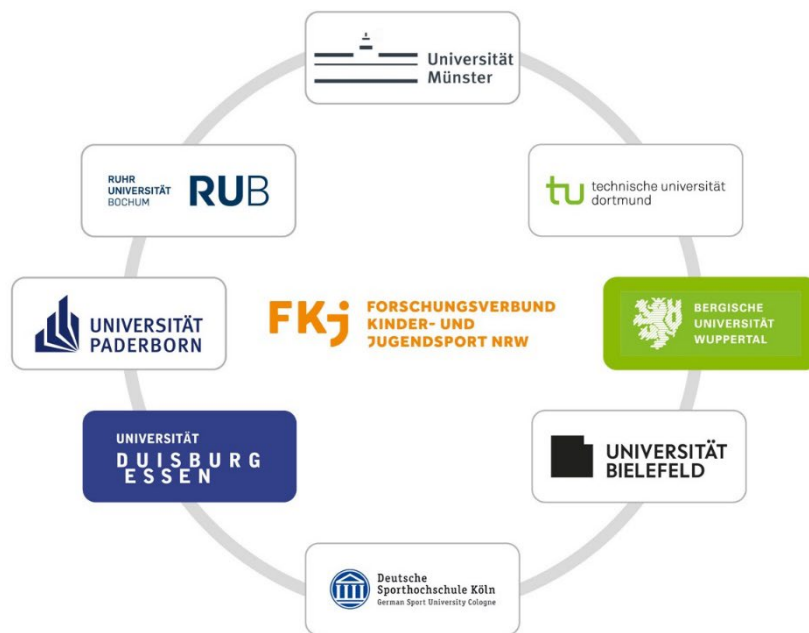 Universität
Münster
RUHR
UNIVERSITÄT
BOCHUM
RUB
tu technische universität
dortmund
UNIVERSITÄT
PADERBORN
FKj
FORSCHUNGSVERBUND
KINDER- UND
JUGENDSPORT NRW
BERGISCHE
UNIVERSITÄT
WUPPERTAL
UNIVERSITÄT
DUISBURG
ESSEN
UNIVERSITÄT
BIELEFELD
Deutsche
Sporthochschule Köln
German Sport University Cologne